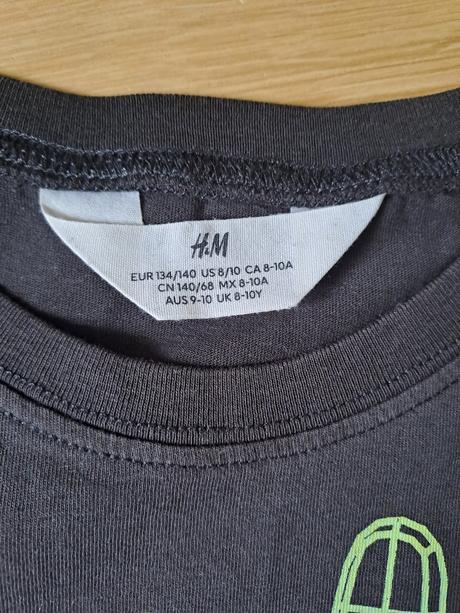 H&M
EUR 134/140 US 8/10 CA 8-10A
CN 140/68 MX 8-10A
AUS 9-10 UK 8-10Y